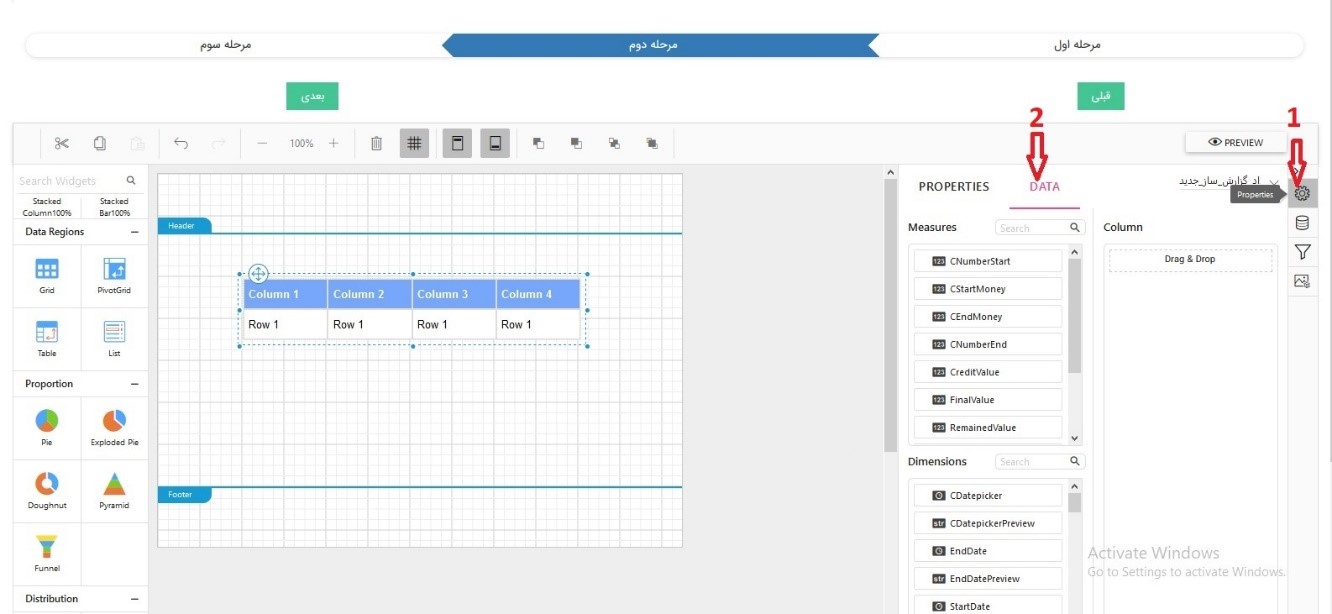 مرحله اول
مرحله دوم
مرحله سوم
قبلی
بعدی
2
1
100%
PREVIEW
Search Widgets
Stacked Column100%
Stacked Bar100%
Data Regions
Grid
PivotGrid
Table
List
Proportion
Pie
Exploded Pie
Doughnut
Pyramid
Funnel
Distribution
Header
Column 1 Column 2 Column 3 Column 4
Row 1 Row 1 Row 1 Row 1
Footer
PROPERTIES
DATA
گزارش_ساز_جدید
Properties
Measures
Search
123 CNumberStart
123 CStartMoney
123 CEndMoney
123 CNumberEnd
123 CreditValue
123 FinalValue
123 RemainedValue
Dimensions
Search
CDatepicker
str CDatepickerPreview
EndDate
str EndDatePreview
StartDate
Column
Drag & Drop
Activate Windows
Go to Settings to activate Windows.